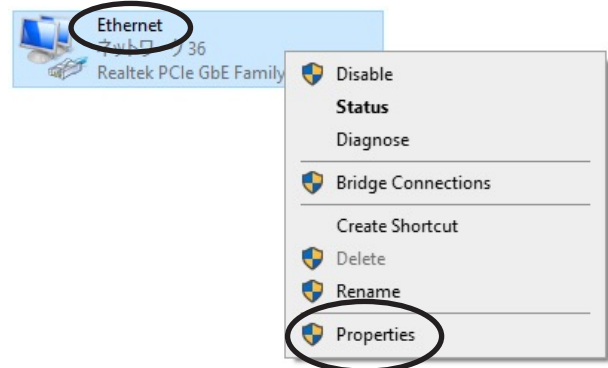 Ethernet
ネットワーク 36
Realtek PCIe GbE Family
Disable
Status
Diagnose
Bridge Connections
Create Shortcut
Delete
Rename
Properties